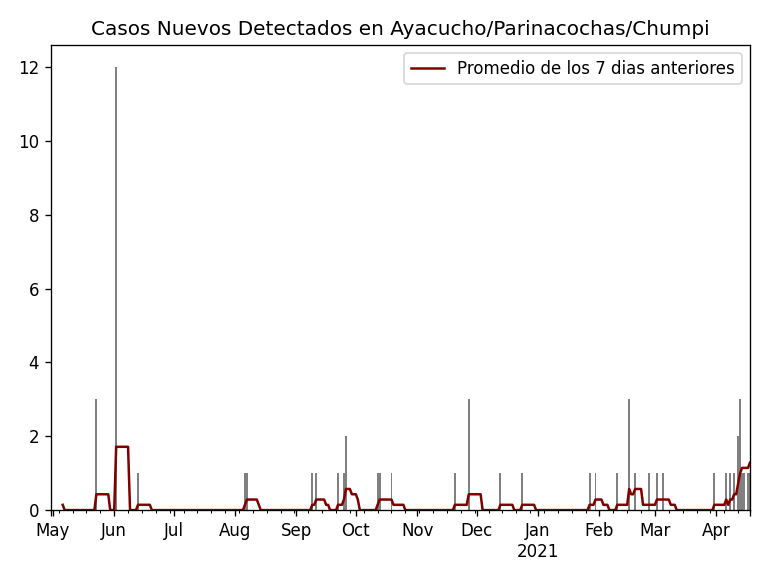 Casos Nuevos Detectados en Ayacucho/Parinacochas/Chumpi
Promedio de los 7 dias anteriores
12
10
8
6
4
2
0
May Jun Jul Aug Sep Oct Nov Dec Jan Feb Mar Apr
2021